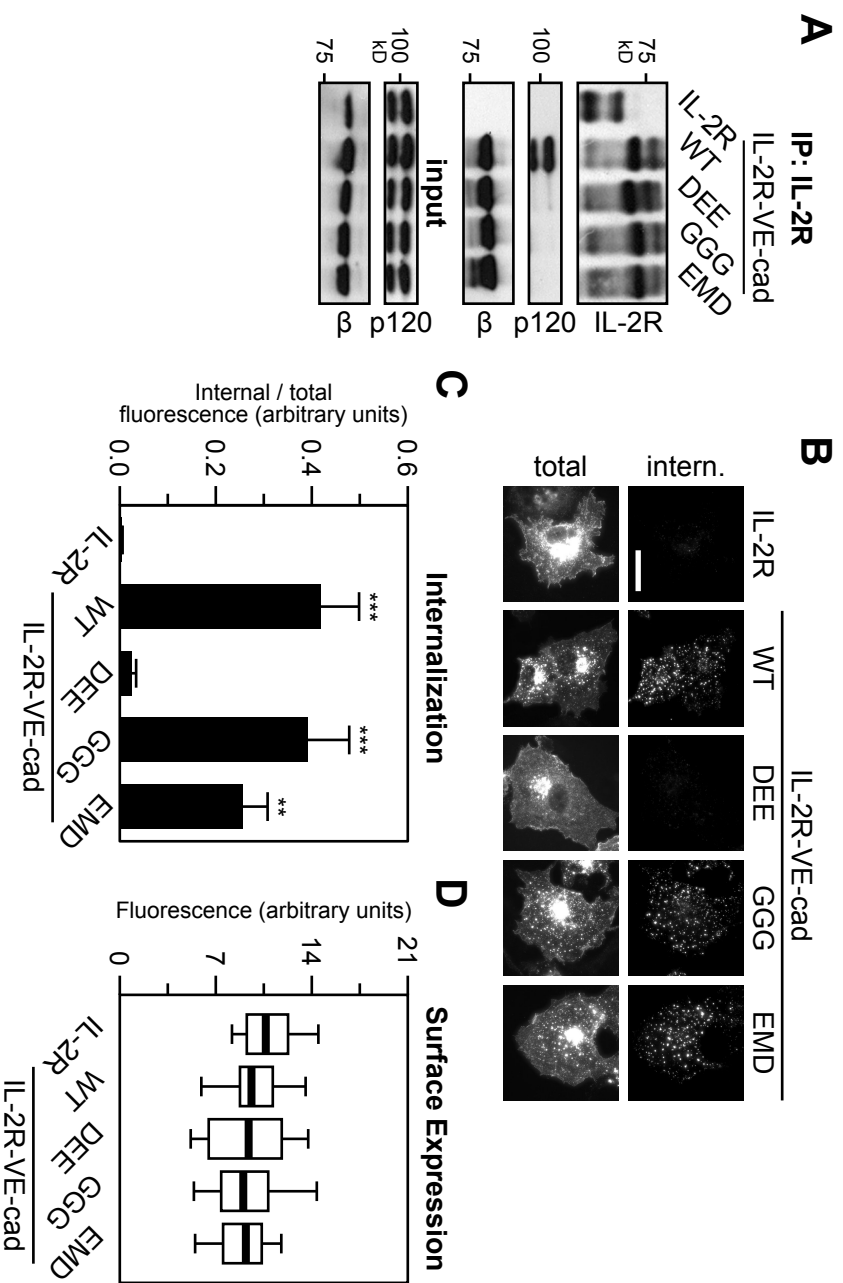 A
IP: IL-2R
IL-2R-VE-cad
IL-2R WT DEE GGG EMD
75
kD
IL-2R
100
p120
75
β
input
100
kD
p120
75
β
B
IL-2R-VE-cad
IL-2R WT DEE GGG EMD
intern.
total
C
Internalization
Internal / total
fluorescence (arbitrary units)
0.6
0.4
0.2
0.0
***
***
**
IL-2R WT DEE GGG EMD
IL-2R-VE-cad
D
Surface Expression
Fluorescence (arbitrary units)
21
14
7
0
IL-2R WT DEE GGG EMD
IL-2R-VE-cad